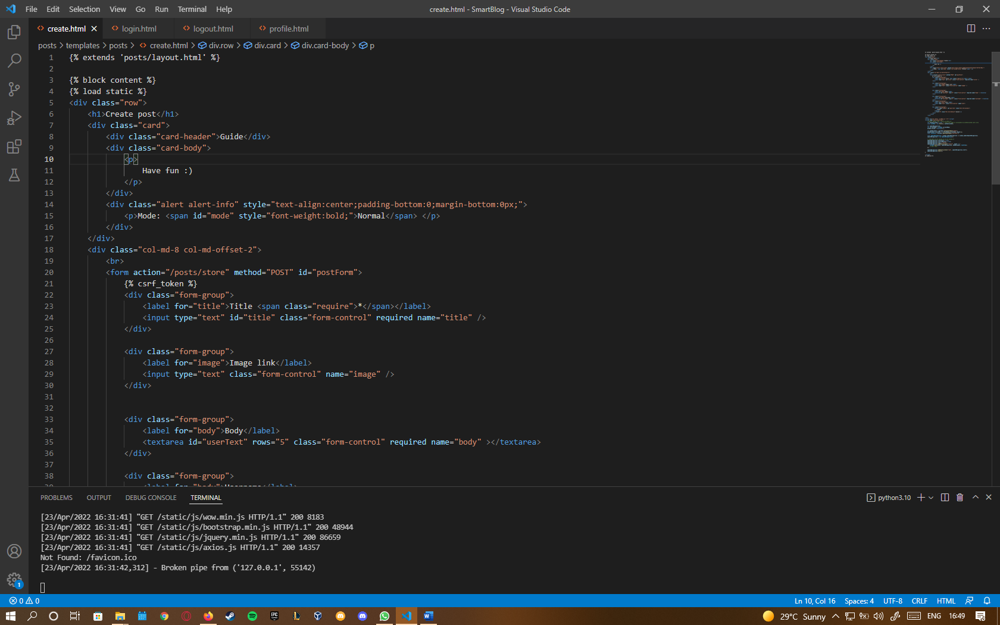 File Edit Selection View Go Run Terminal Help
create.html - SmartBlog - Visual Studio Code
create.html login.html logout.html profile.html
posts > templates > posts > create.html > div.row > div.card > div.card-body > p
1 {% extends 'posts/layout.html' %}
2
3 {% block content %}
4 {% load static %}
5 <div class="row">
6 <h1>Create post</h1>
7 <div class="card">
8 <div class="card-header">Guide</div>
9 <div class="card-body">
10 <p>
11 Have fun :)
12 </p>
13 </div>
14 <div class="alert alert-info" style="text-align:center;padding-bottom:0;margin-bottom:0px;">
15 <p>Mode: <span id="mode" style="font-weight:bold;">Normal</span> </p>
16 </div>
17 </div>
18 <div class="col-md-8 col-md-offset-2">
19 <br>
20 <form action="/posts/store" method="POST" id="postForm">
21 {% csrf_token %}
22 <div class="form-group">
23 <label for="title">Title <span class="require">*</span></label>
24 <input type="text" id="title" class="form-control" required name="title" />
25 </div>
26
27 <div class="form-group">
28 <label for="image">Image link</label>
29 <input type="text" class="form-control" name="image" />
30 </div>
31
32
33 <div class="form-group">
34 <label for="body">Body</label>
35 <textarea id="userText" rows="5" class="form-control" required name="body" ></textarea>
36 </div>
37
38 <div class="form-group">
39 <label for="body">Username</label>
PROBLEMS OUTPUT DEBUG CONSOLE TERMINAL
python3.10
[23/Apr/2022 16:31:41] "GET /static/js/wow.min.js HTTP/1.1" 200 8183
[23/Apr/2022 16:31:41] "GET /static/js/bootstrap.min.js HTTP/1.1" 200 48944
[23/Apr/2022 16:31:41] "GET /static/js/jquery.min.js HTTP/1.1" 200 86659
[23/Apr/2022 16:31:41] "GET /static/js/axios.js HTTP/1.1" 200 14357
Not Found: /favicon.ico
[23/Apr/2022 16:31:42,312] - Broken pipe from ('127.0.0.1', 55142)
1
0 0
Ln 10, Col 16 Spaces: 4 UTF-8 CRLF HTML
EPIC
29°C Sunny ENG 16:49